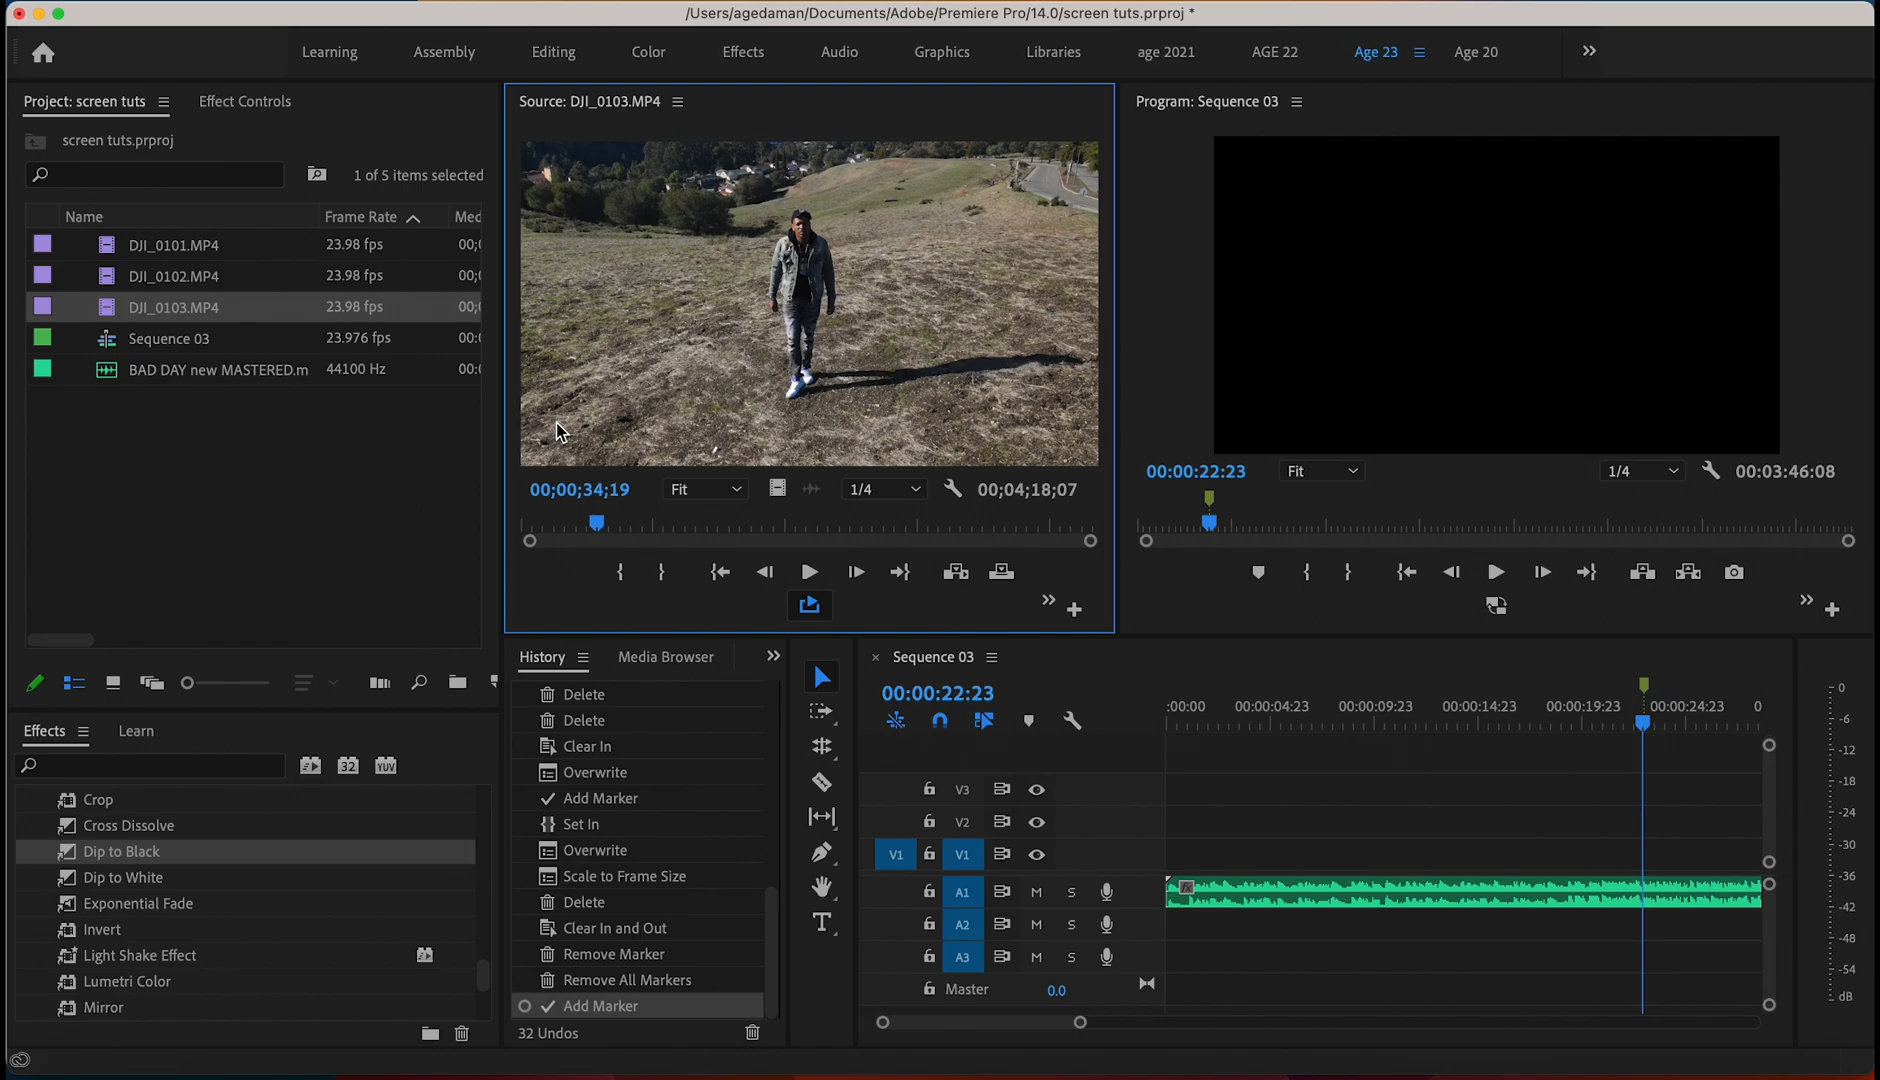 /Users/agedaman/Documents/Adobe/Premiere Pro/14.0/screen tuts.prproj *
Learning
Assembly
Editing
Color
Effects
Audio
Graphics
Libraries
age 2021
AGE 22
Age 23
Age 20
Project: screen tuts
Effect Controls
screen tuts.prproj
1 of 5 items selected
Name
Frame Rate
Med
DJI_0101.MP4
23.98 fps
00;0
DJI_0102.MP4
23.98 fps
00;0
DJI_0103.MP4
23.98 fps
00;0
Sequence 03
23.976 fps
00:0
BAD DAY new MASTERED.m
44100 Hz
00:0
Source: DJI_0103.MP4
00;00;34;19
Fit
1/4
00;04;18;07
Program: Sequence 03
00:00:22:23
Fit
1/4
00:03:46:08
Effects
Learn
32
YUV
Crop
Cross Dissolve
Dip to Black
Dip to White
Exponential Fade
Invert
Light Shake Effect
Lumetri Color
Mirror
History
Media Browser
Delete
Delete
Clear In
Overwrite
Add Marker
Set In
Overwrite
Scale to Frame Size
Delete
Clear In and Out
Remove Marker
Remove All Markers
Add Marker
32 Undos
× Sequence 03
00:00:22:23
:00:00
00:00:04:23
00:00:09:23
00:00:14:23
00:00:19:23
00:00:24:23
0
V3
V2
V1
V1
A1 M S
fx
A2 M S
A3 M S
Master
0.0
0
-6
-12
-18
-24
-30
-36
-42
-48
-54
dB